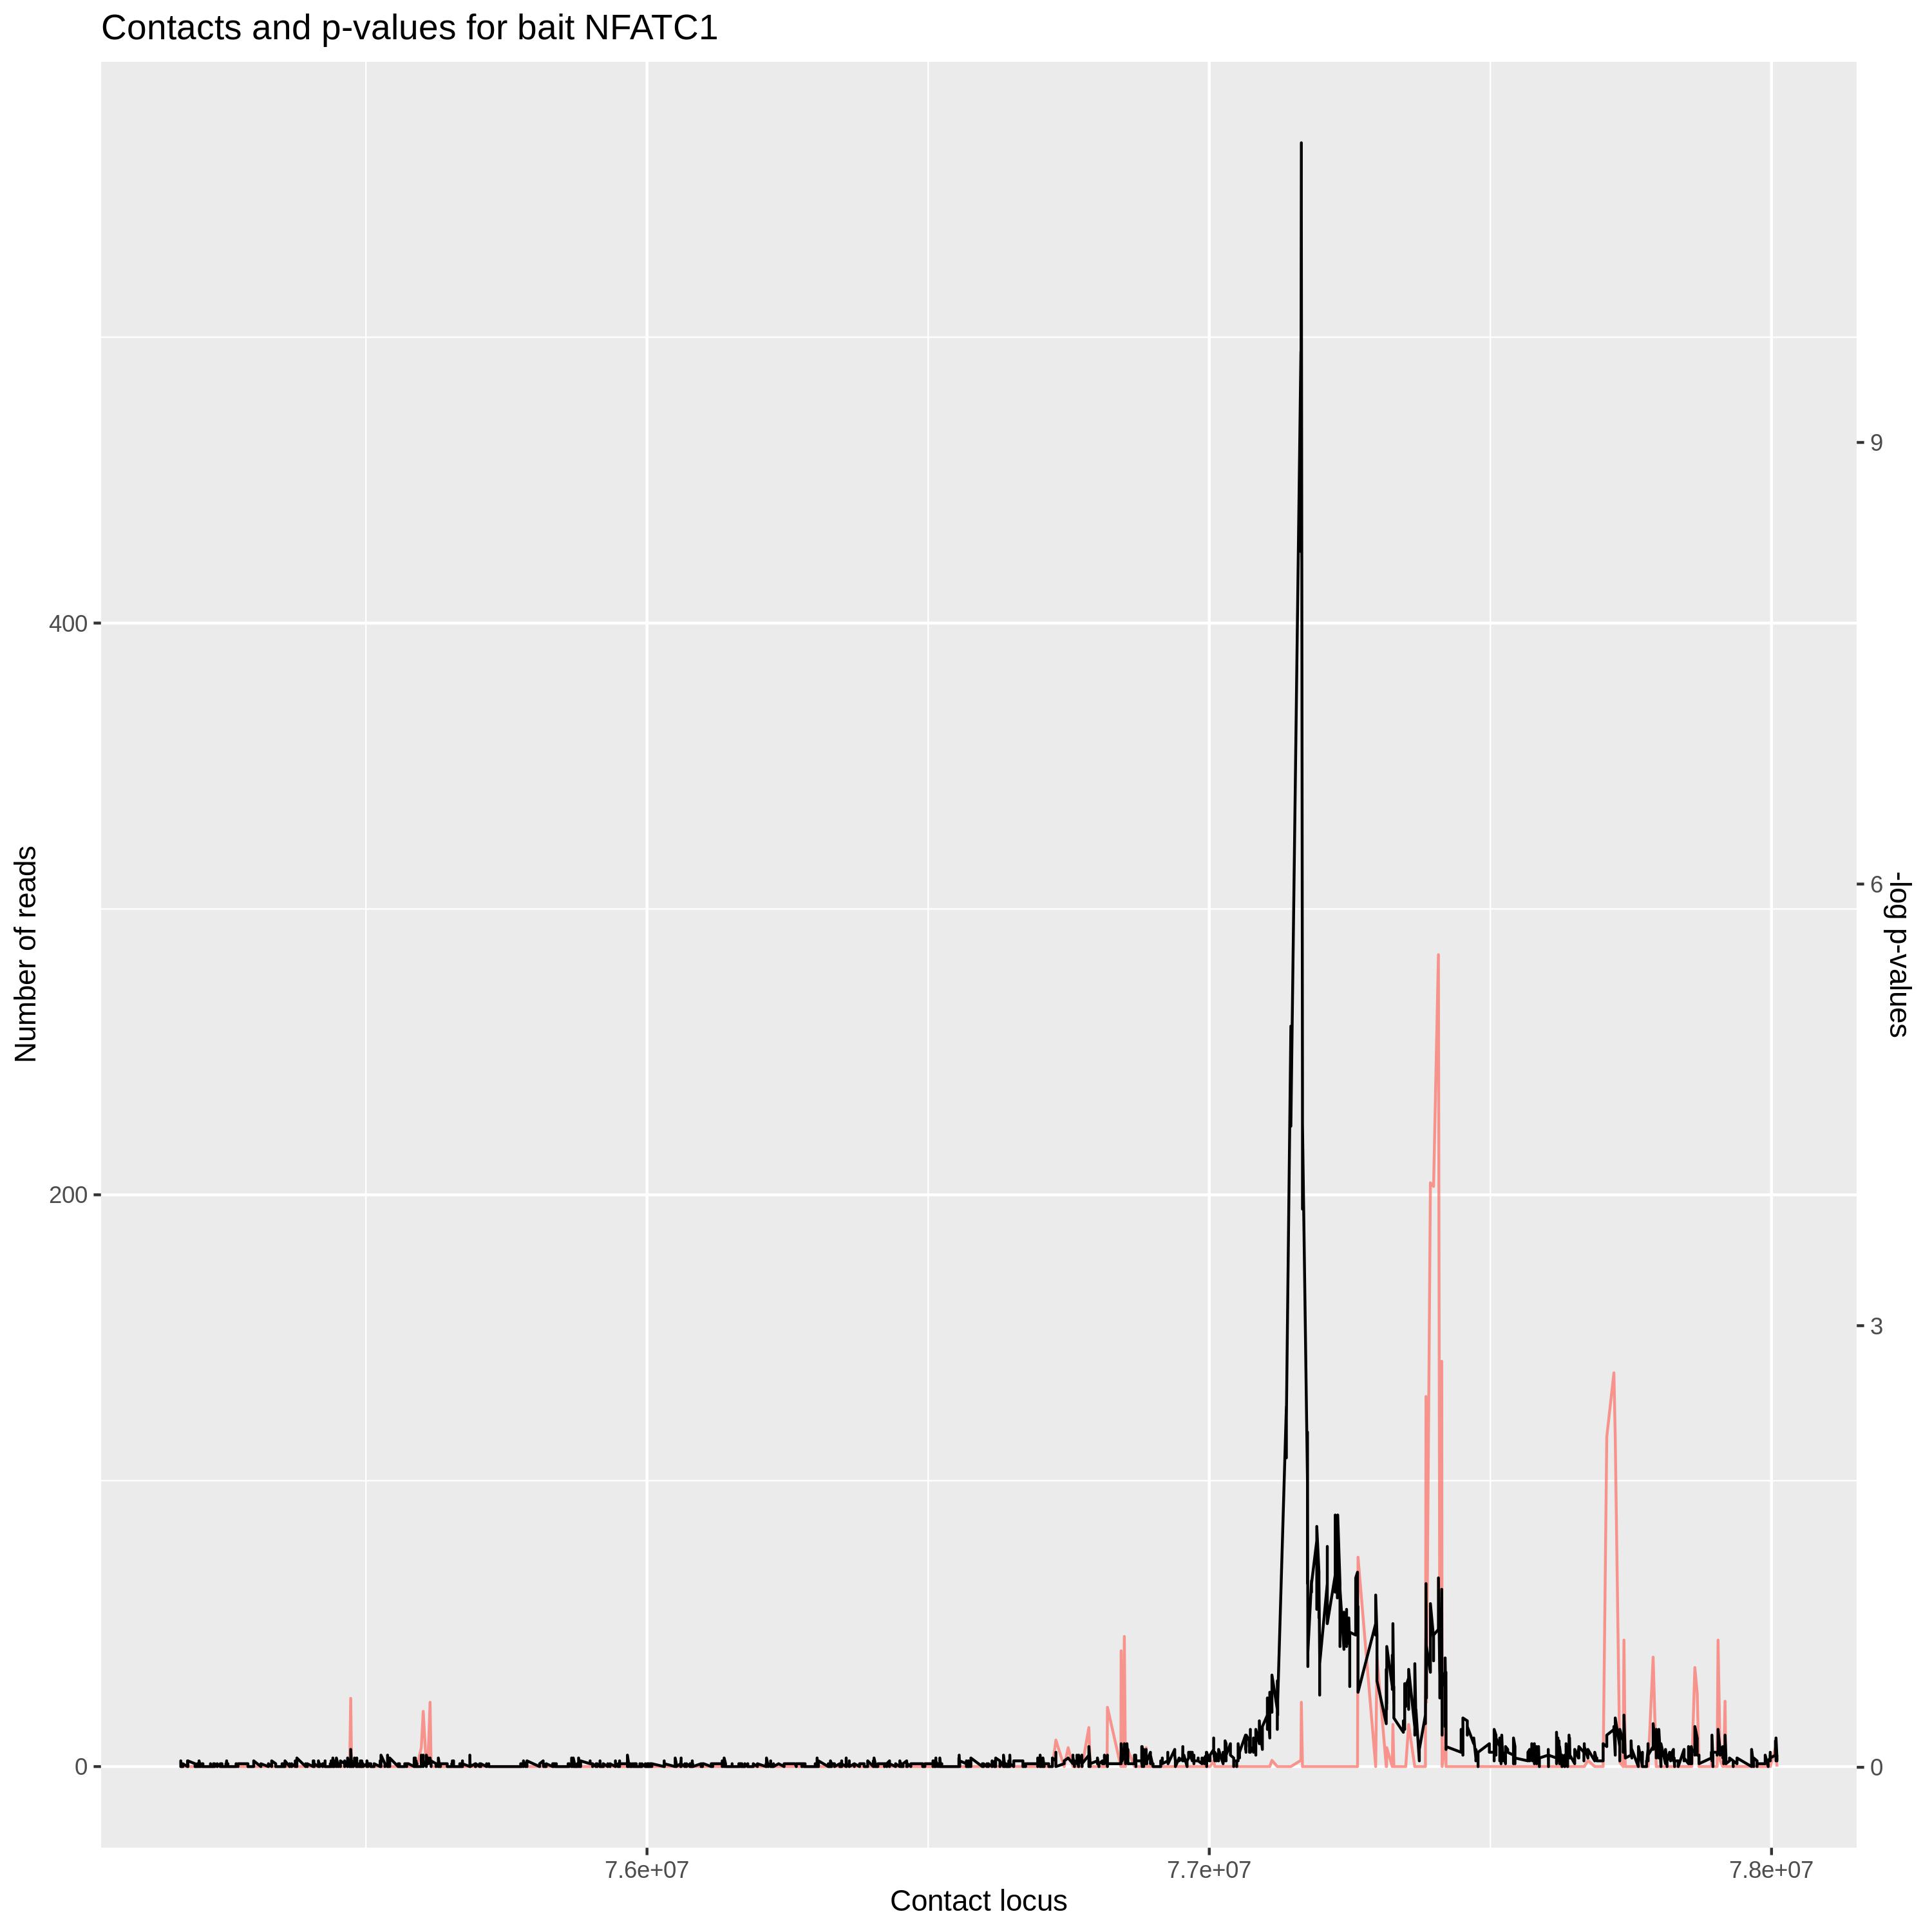 Contacts and p-values for bait NFATC1
400
200
0
Number of reads
9
6
3
0
-log p-values
7.6e+07
7.7e+07
7.8e+07
Contact locus